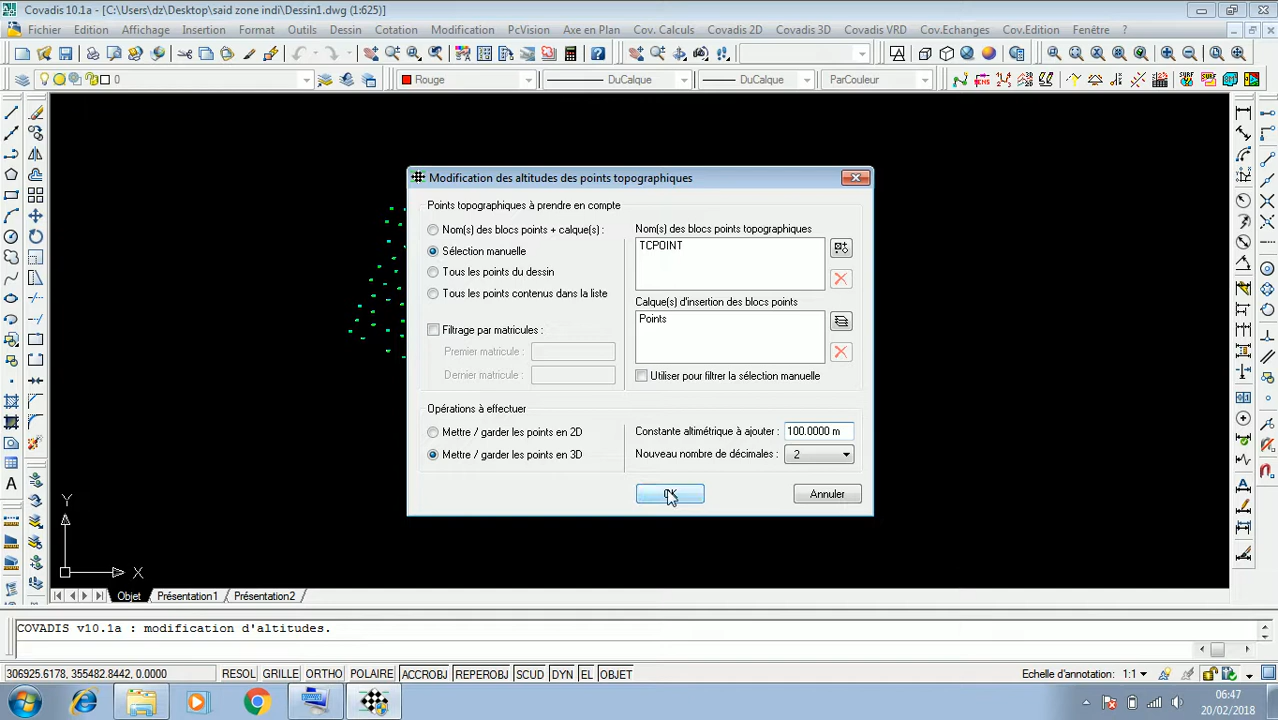 Covadis 10.1a - [C:\Users\dz\Desktop\said zone indi\Dessin1.dwg (1:625)]
Fichier Edition Affichage Insertion Format Outils Dessin Cotation Modification PcVisite Mixe en Plan Cov. Calculs Covadis 2D Covadis 3D Covadis VRD Cov.Echanges Cov.Edition Fenêtre ?
0 Rouge DuCalque DuCalque ParCouleur
Modification des altitudes des points topographiques
Points topographiques à prendre en compte
Nom(s) des blocs points + calque(s) :
Sélection manuelle
Tous les points du dessin
Tous les points contenus dans la liste
Filtrage par matricules :
Premier matricule :
Dernier matricule :
Nom(s) des blocs points topographiques
TCPOINT
Calque(s) d'insertion des blocs points
Points
Utiliser pour filtrer la sélection manuelle
Opérations à effectuer
Mettre / garder les points en 2D
Mettre / garder les points en 3D
Constante altimétrique à ajouter : 100.0000 m
Nouveau nombre de décimales : 2
OK Annuler
Y
X
Objet Présentation1 Présentation2
COVADIS v10.1a : modification d'altitudes.
306925.6178, 355482.8442, 0.0000 RESOL GRILLE ORTHO POLAIRE ACCROBJ REPEROBJ SCUD DYN EL OBJET Echelle d'annotation : 1:1
06:47
20/02/2018